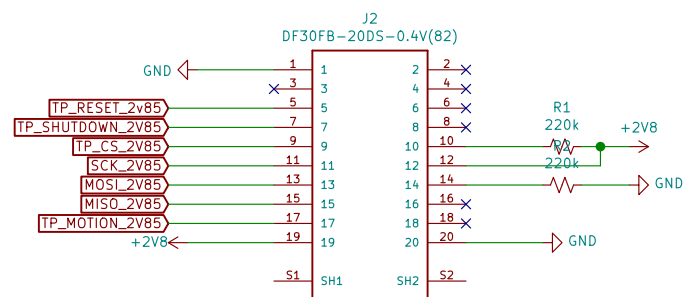 J2
DF30FB-20DS-0.4V(82)
GND 1 1 2 2
3 3 4 4
TP_RESET_2v85 5 5 6 6 R1
TP_SHUTDOWN_2V85 7 7 8 8 220k +2V8
TP_CS_2V85 9 9 10 10 R2
SCK_2V85 11 11 12 12 220k
MOSI_2V85 13 13 14 14 GND
MISO_2V85 15 15 16 16
TP_MOTION_2V85 17 17 18 18
+2V8 19 19 20 20 GND
S1 SH1 SH2 S2